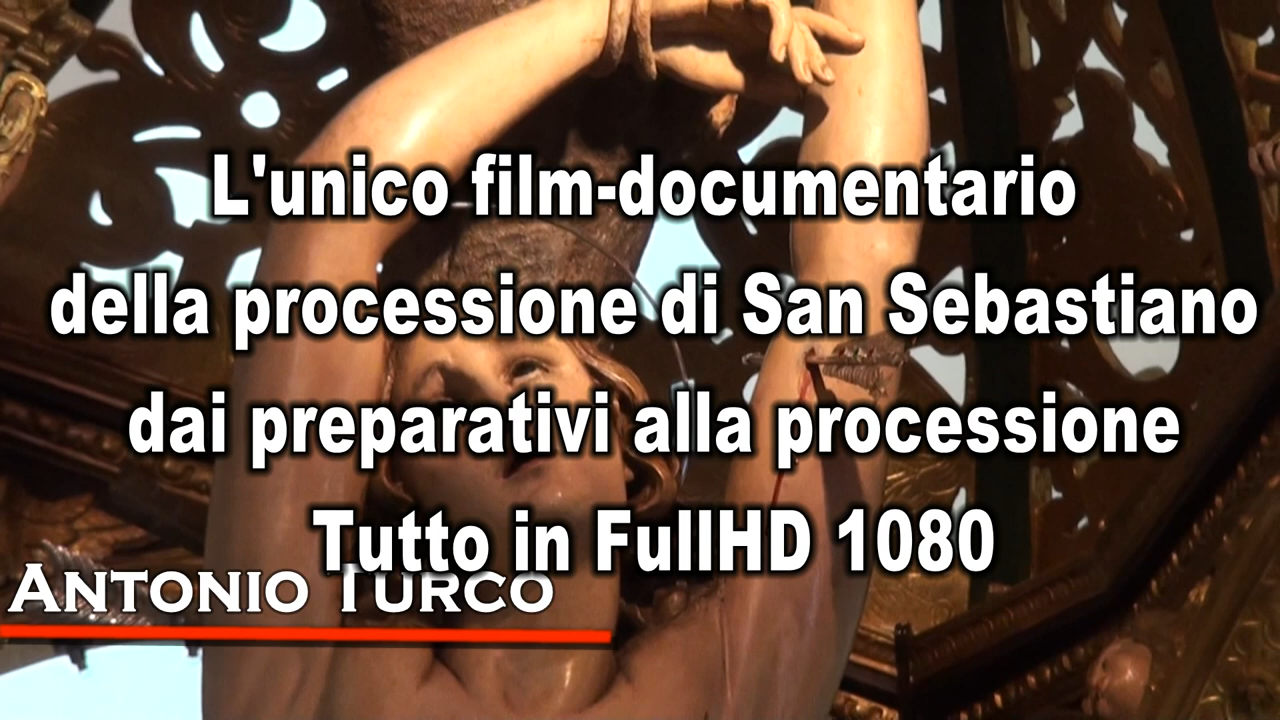 L'unico film-documentario
della processione di San Sebastiano
dai preparativi alla processione
Tutto in FullHD 1080
ANTONIO TURCO